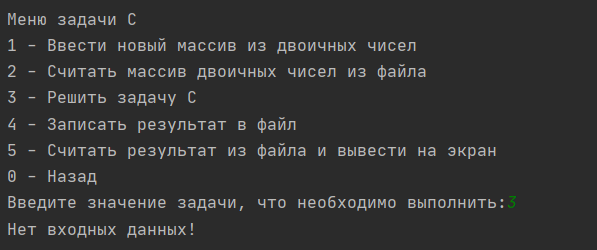 Меню задачи C
1 - Ввести новый массив из двоичных чисел
2 - Считать массив двоичных чисел из файла
3 - Решить задачу C
4 - Записать результат в файл
5 - Считать результат из файла и вывести на экран
0 - Назад
Введите значение задачи, что необходимо выполнить:3
Нет входных данных!